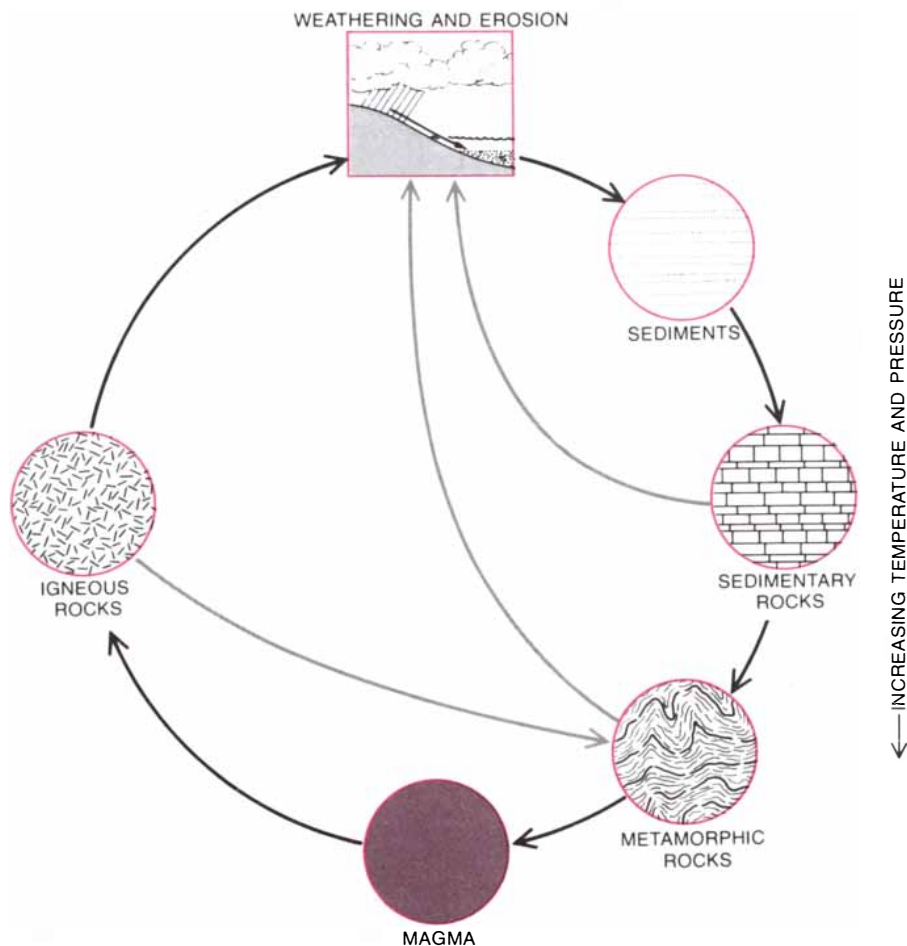 WEATHERING AND EROSION
SEDIMENTS
SEDIMENTARY
ROCKS
METAMORPHIC
ROCKS
MAGMA
IGNEOUS
ROCKS
INCREASING TEMPERATURE AND PRESSURE